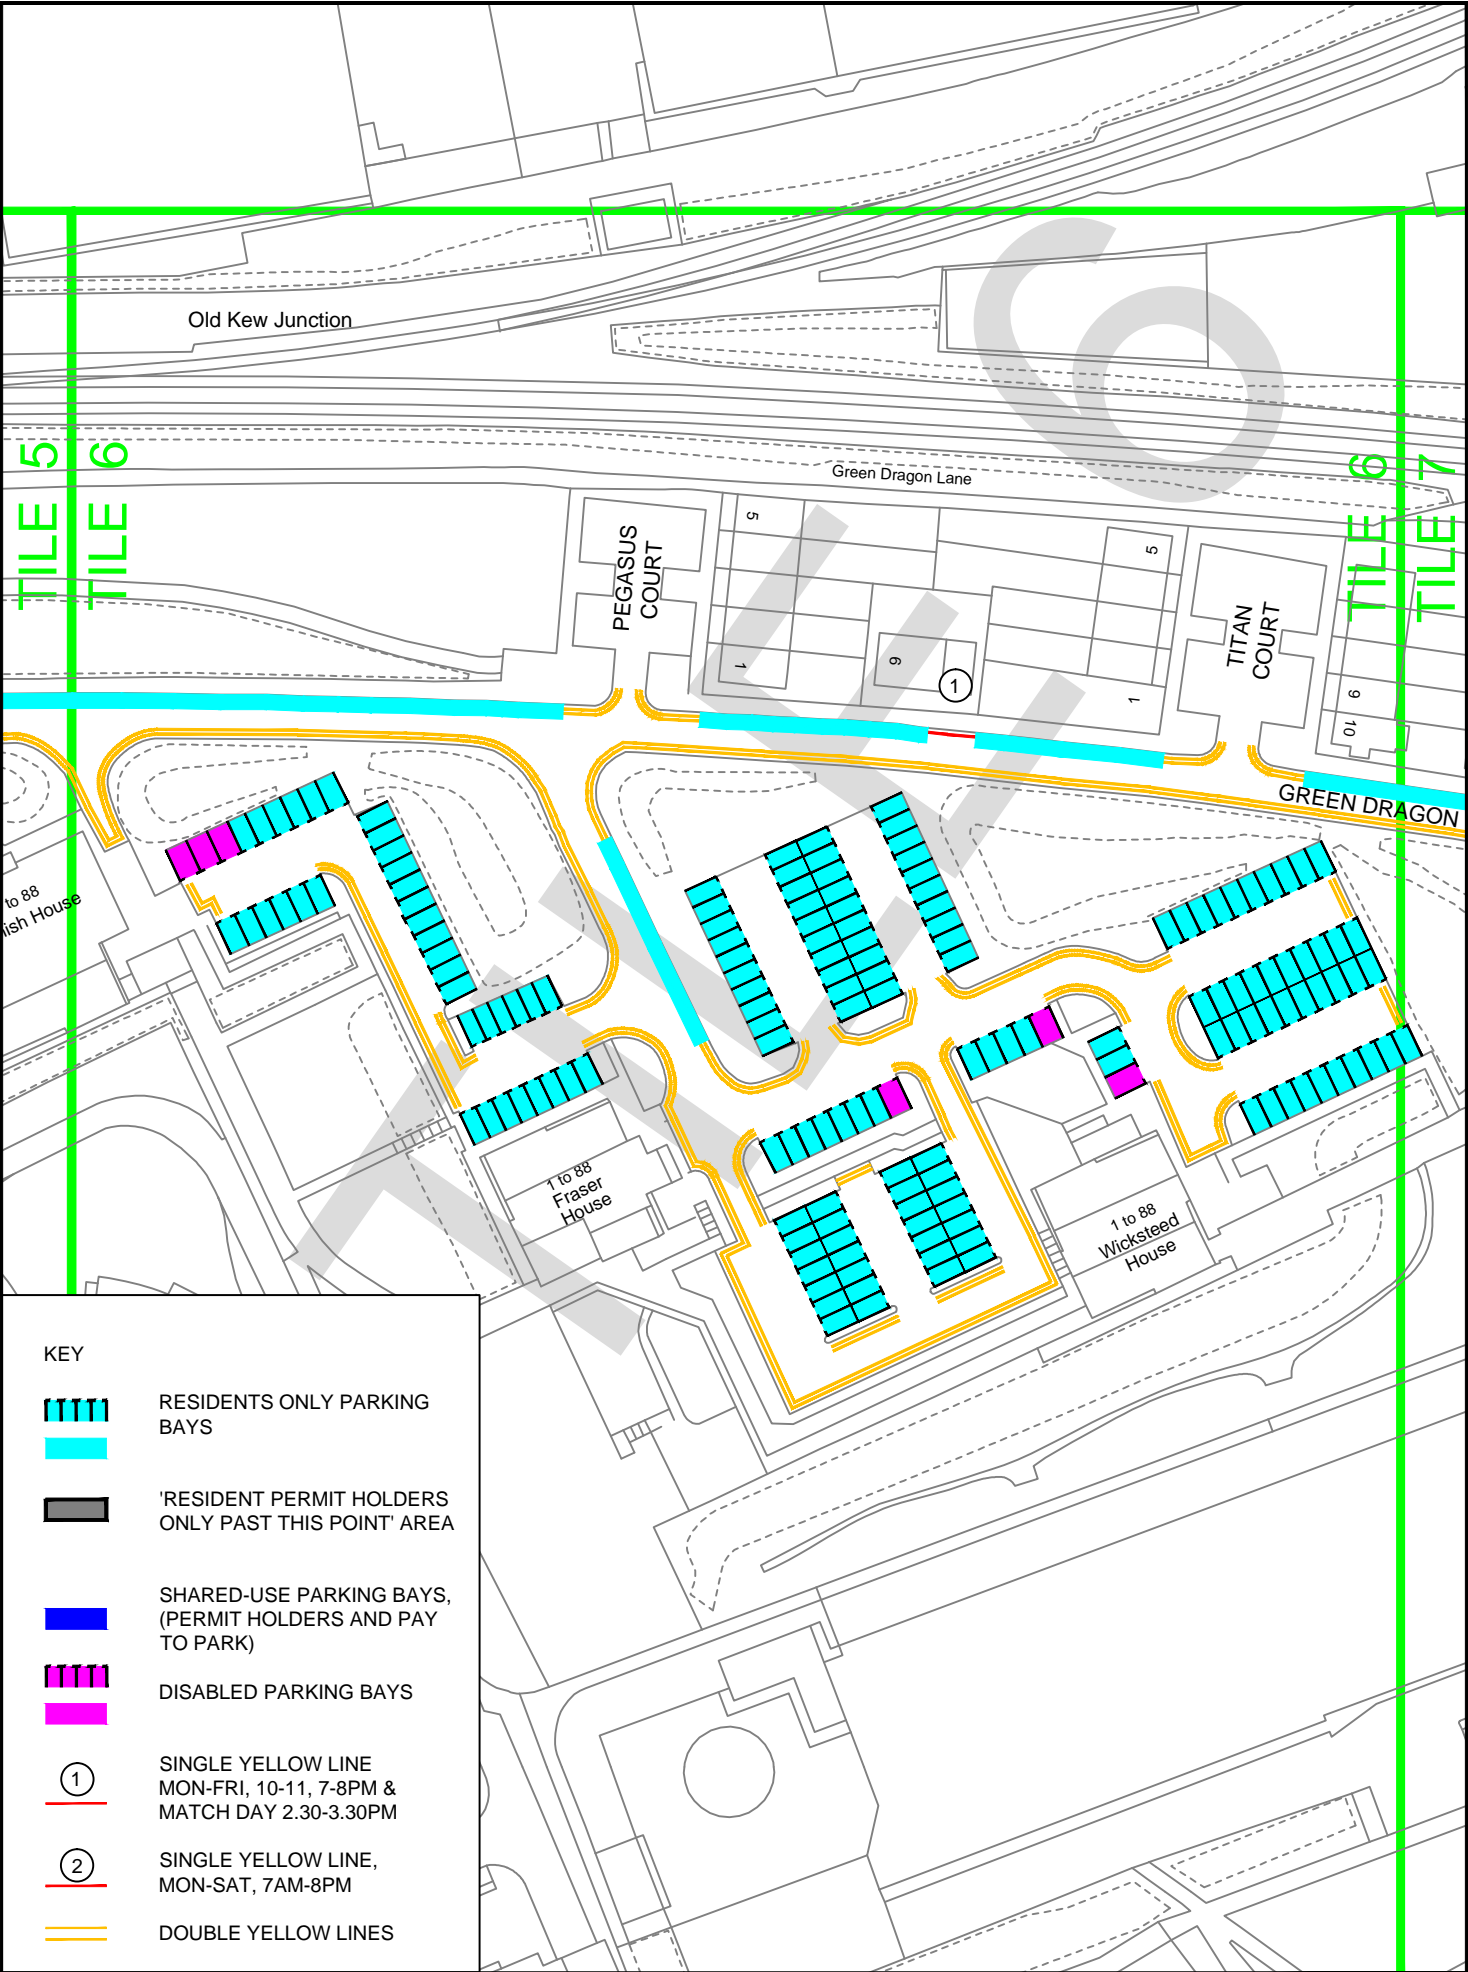 Old Kew Junction
TILE 5
TILE 6
TILE 6
TILE 6
TILE 7
Green Dragon Lane
PEGASUS
COURT
5
1
9
1
5
1
TITAN
COURT
9
10
GREEN DRAGON
to 88
ish House
1 to 88
Fraser
House
1 to 88
Wicksteed
House
KEY
RESIDENTS ONLY PARKING
BAYS
'RESIDENT PERMIT HOLDERS
ONLY PAST THIS POINT' AREA
SHARED-USE PARKING BAYS,
(PERMIT HOLDERS AND PAY
TO PARK)
DISABLED PARKING BAYS
1
SINGLE YELLOW LINE
MON-FRI, 10-11, 7-8PM &
MATCH DAY 2.30-3.30PM
2
SINGLE YELLOW LINE,
MON-SAT, 7AM-8PM
DOUBLE YELLOW LINES